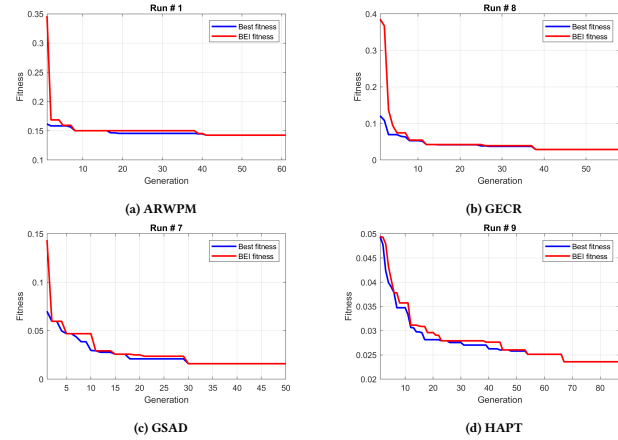 Run # 1
0.35
0.3
0.25
0.2
0.15
0.1
Fitness
Best fitness
BEI fitness
10 20 30 40 50 60
Generation
(a) ARWPM
Run # 8
0.4
0.3
0.2
0.1
0
Fitness
Best fitness
BEI fitness
10 20 30 40 50
Generation
(b) GECR
Run # 7
0.15
0.1
0.05
0
Fitness
Best fitness
BEI fitness
5 10 15 20 25 30 35 40 45 50
Generation
(c) GSAD
Run # 9
0.05
0.045
0.04
0.035
0.03
0.025
0.02
Fitness
Best fitness
BEI fitness
10 20 30 40 50 60 70 80
Generation
(d) HAPT